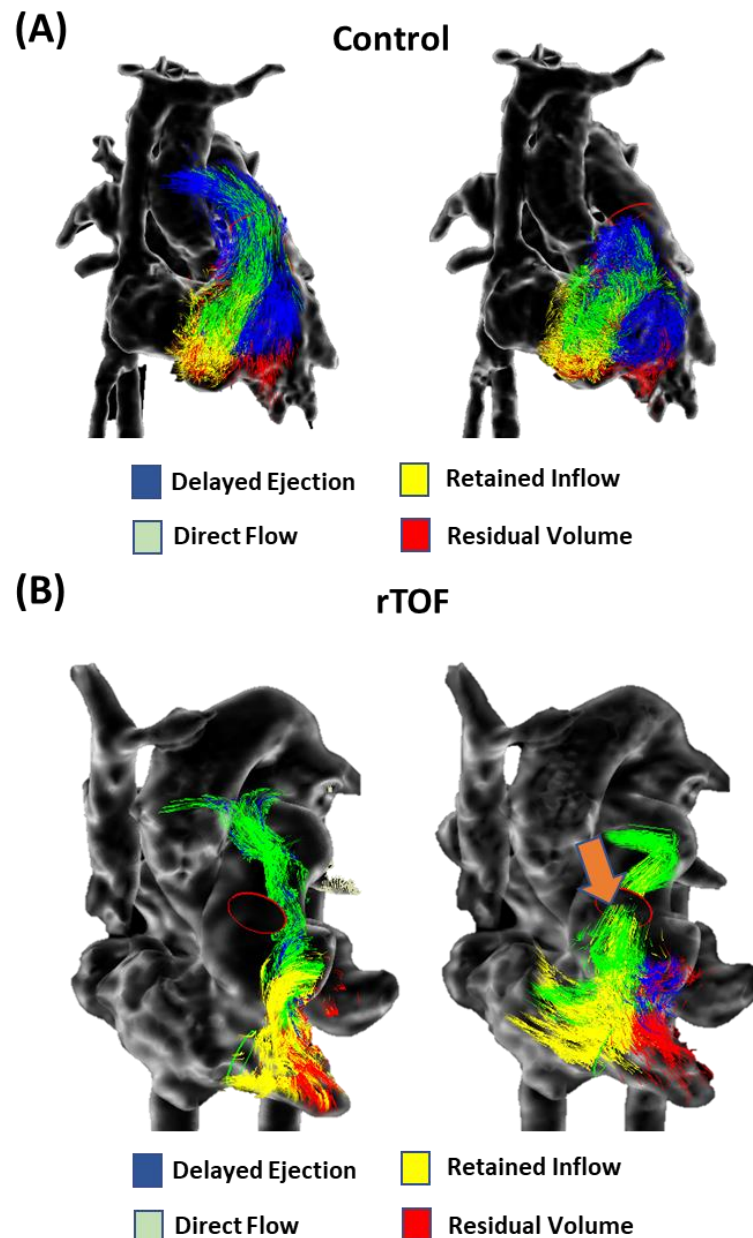 (A)
Control
Delayed Ejection
Retained Inflow
Direct Flow
Residual Volume
(B)
rTOF
Delayed Ejection
Retained Inflow
Direct Flow
Residual Volume